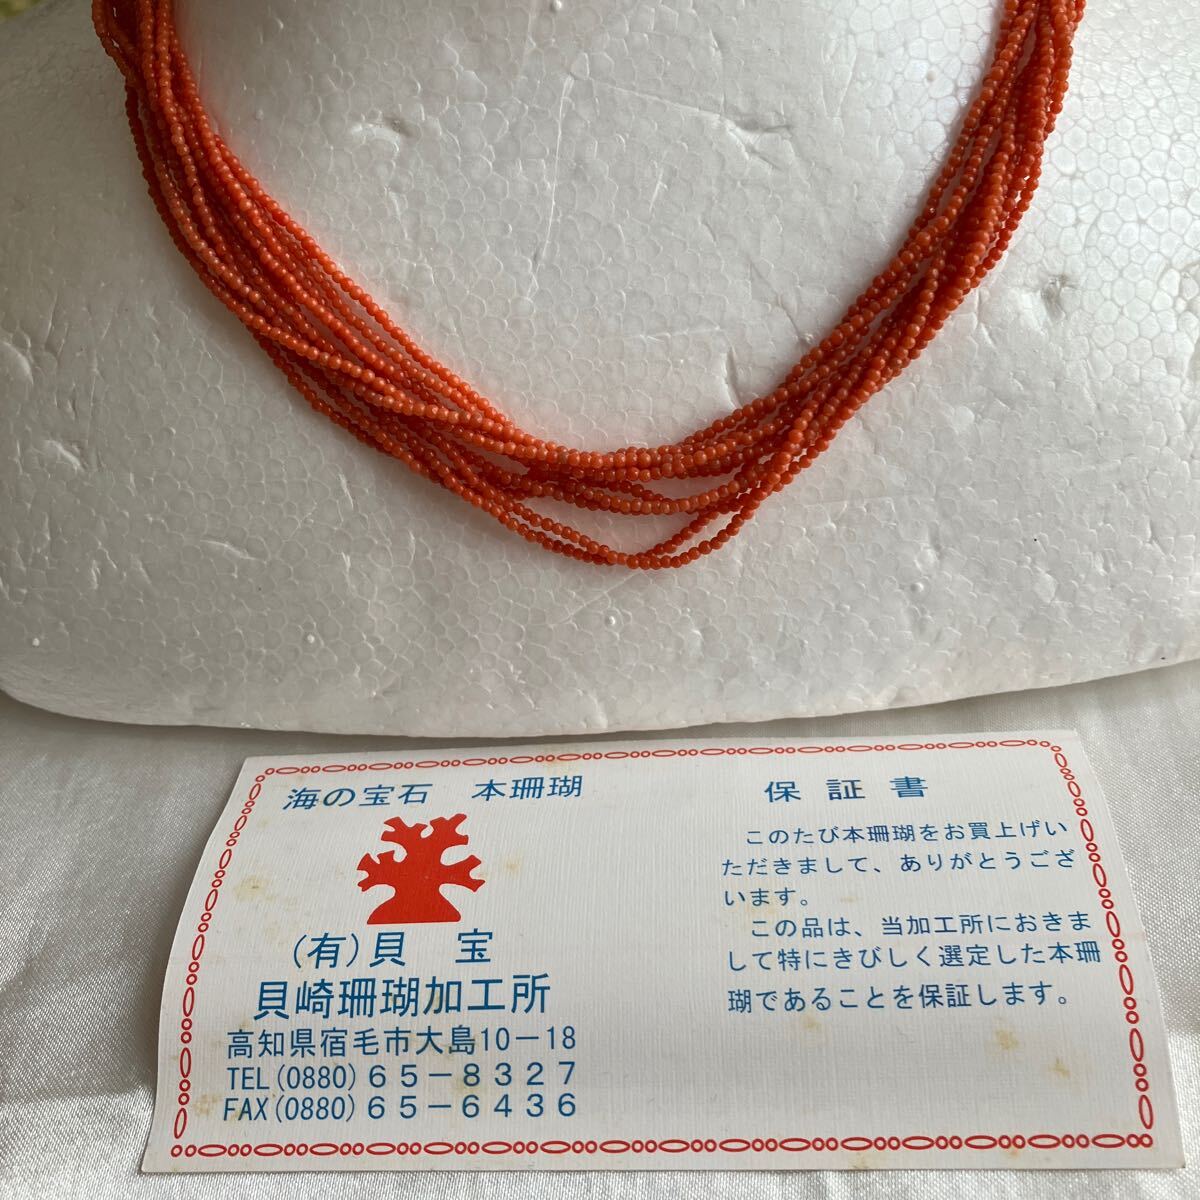 海の宝石　本珊瑚
(有)貝　宝
貝崎珊瑚加工所
高知県宿毛市大島10－18
TEL(0880)６５－８３２７
FAX(0880)６５－６４３６
保 証 書
このたび本珊瑚をお買上げい
ただきまして、ありがとうござ
います。
この品は、当加工所におきま
して特にきびしく選定した本珊
瑚であることを保証します。